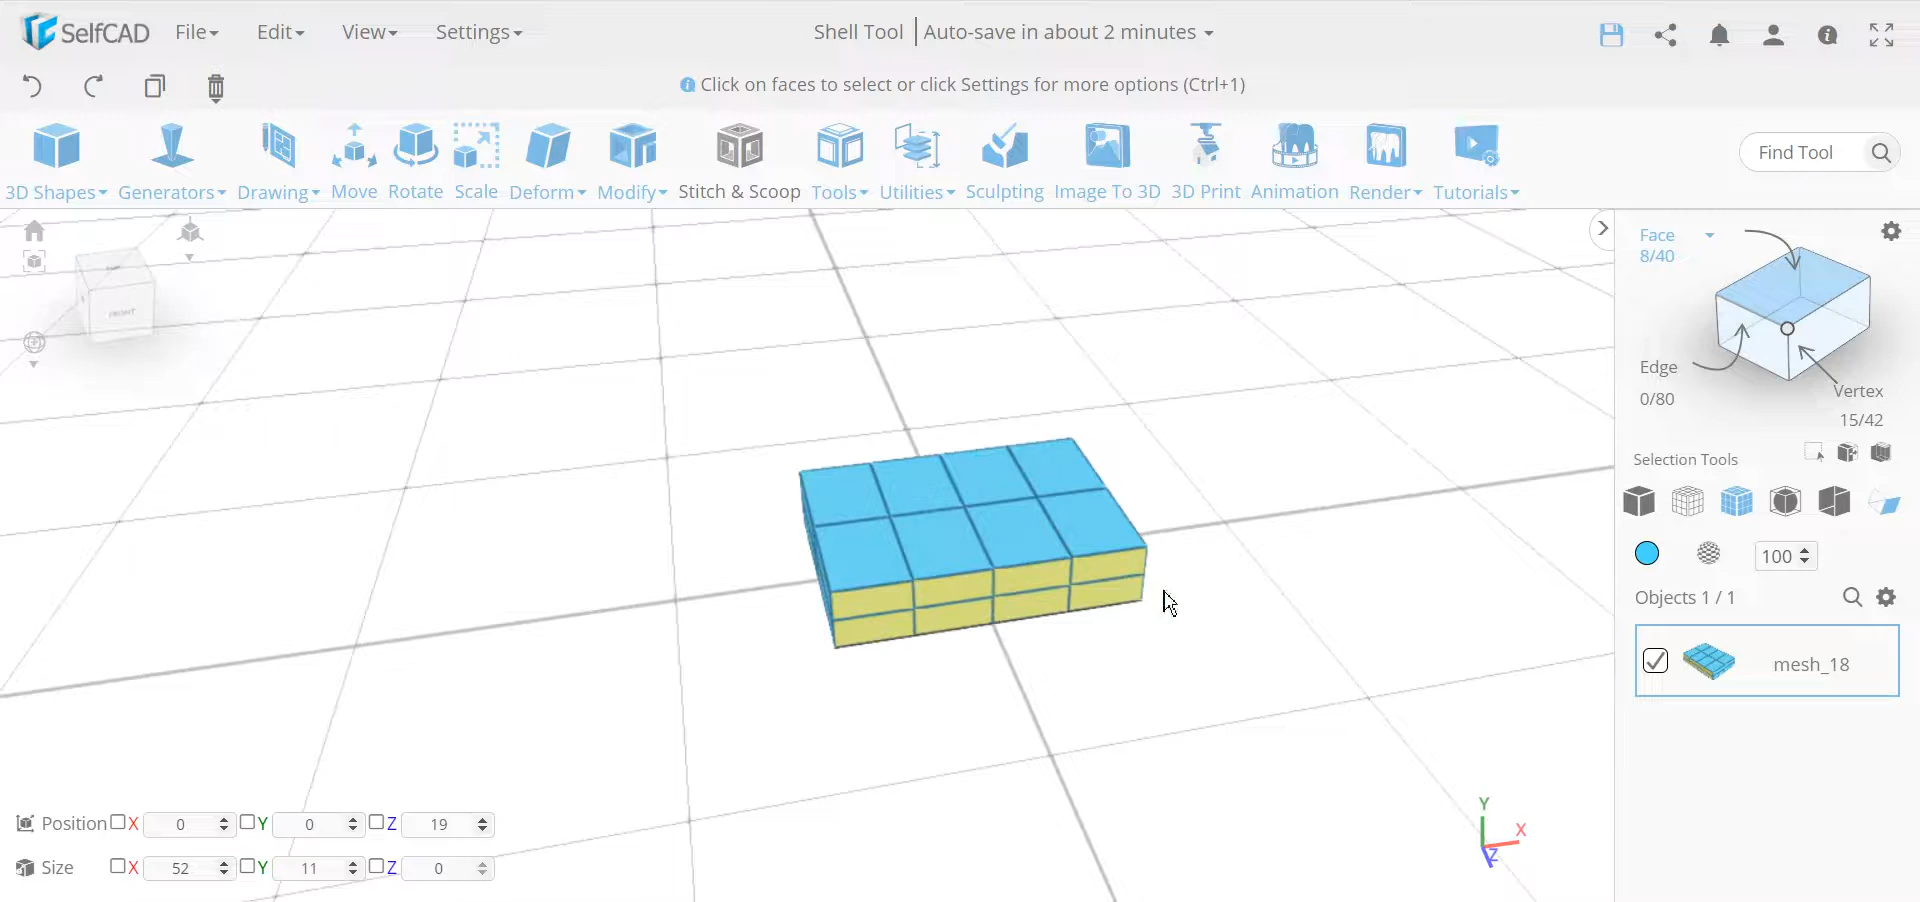 SelfCAD File Edit View Settings Shell Tool Auto-save in about 2 minutes
Click on faces to select or click Settings for more options (Ctrl+1)
3D Shapes Generators Drawing Move Rotate Scale Deform Modify Stitch & Scoop Tools Utilities Sculpting Image To 3D 3D Print Animation Render Tutorials
Find Tool
FRONT
Face
8/40
Edge
0/80
Vertex
15/42
Selection Tools
100
Objects 1 / 1
mesh_18
Position X 0 Y 0 Z 19
Size X 52 Y 11 Z 0
Y
X
Z